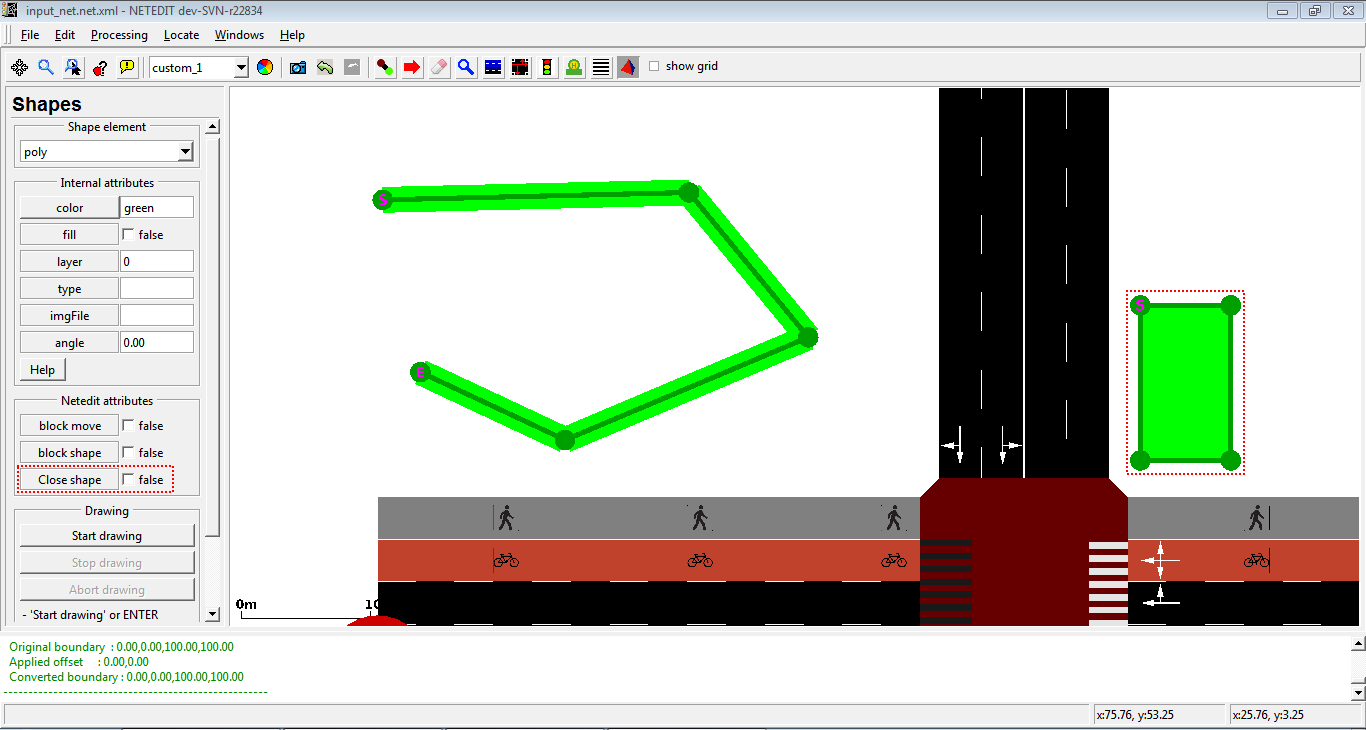 input_net.net.xml - NETEDIT dev-SVN-r22834
File Edit Processing Locate Windows Help
custom_1 show grid
Shapes
Shape element
poly
Internal attributes
color green
fill false
layer 0
type
imgFile
angle 0.00
Help
Netedit attributes
block move false
block shape false
Close shape false
Drawing
Start drawing
Stop drawing
Abort drawing
- 'Start drawing' or ENTER
S
E
S
0m 10
Original boundary : 0.00,0.00,100.00,100.00
Applied offset : 0.00,0.00
Converted boundary : 0.00,0.00,100.00,100.00
x:75.76, y:53.25 x:25.76, y:3.25